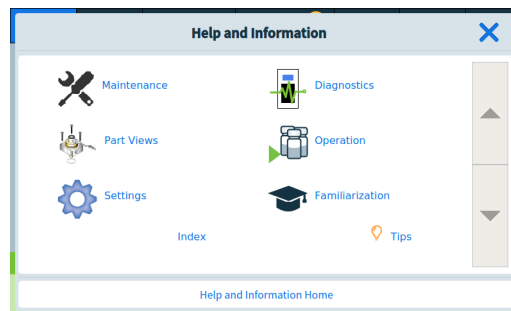 Help and Information
Maintenance
Diagnostics
Part Views
Operation
Settings
Familiarization
Index
Tips
Help and Information Home